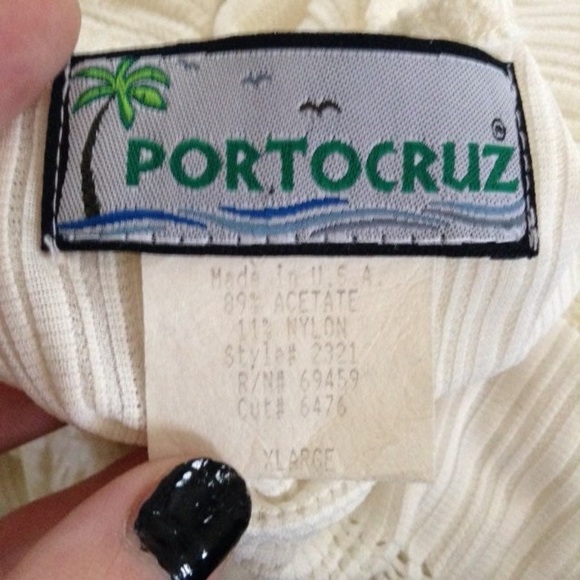 PORTOCRUZ®
Made In U.S.A.
89% ACETATE
11% NYLON
Style# 2321
R/N# 69459
Cut# 6476
XLARGE